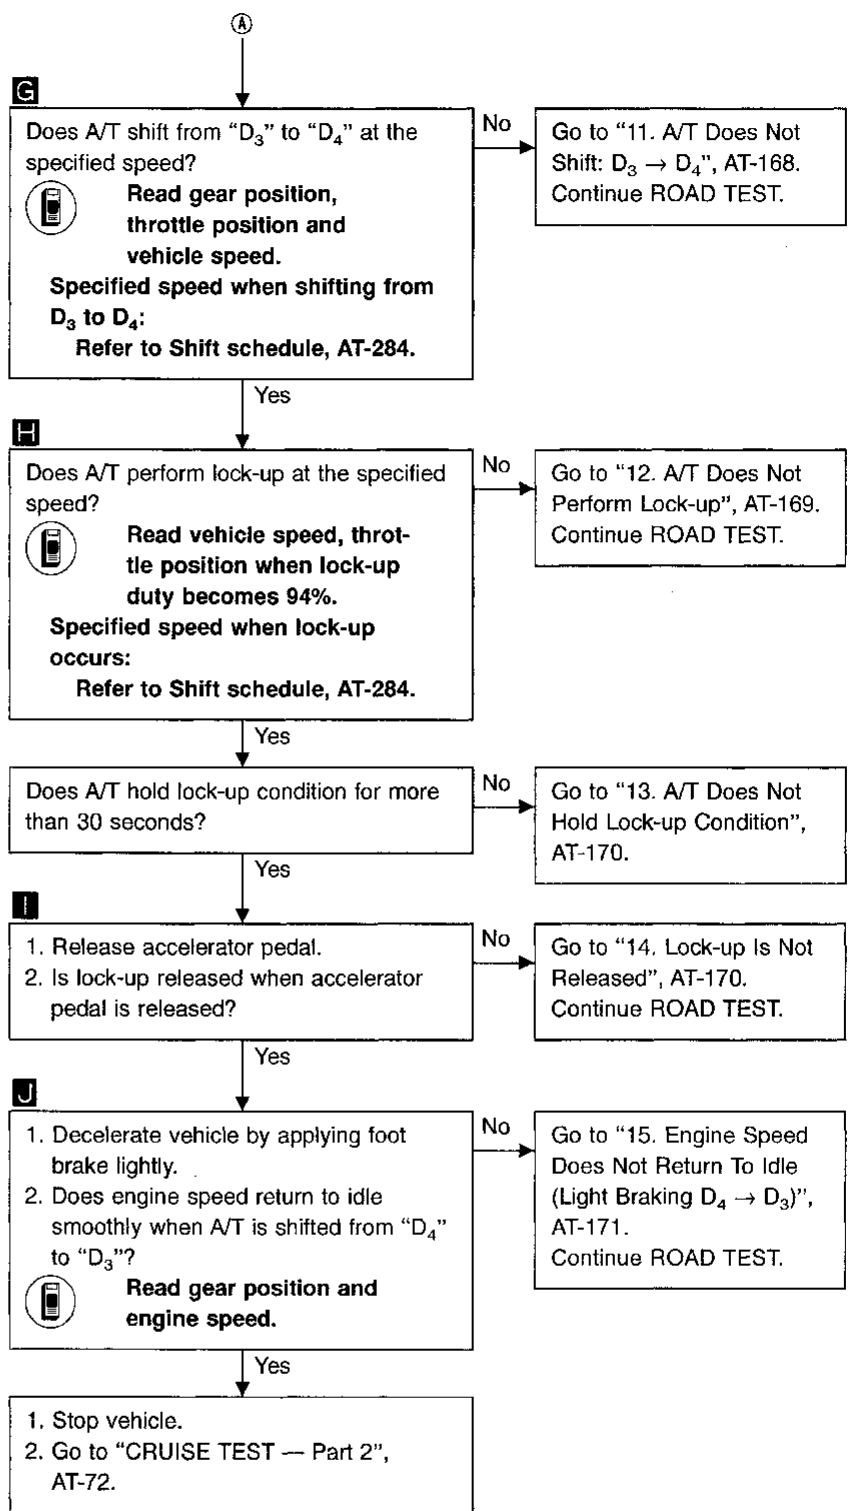 A
G
Does A/T shift from “D₃” to “D₄” at the
specified speed?
Read gear position,
throttle position and
vehicle speed.
Specified speed when shifting from
D₃ to D₄:
Refer to Shift schedule, AT-284.
No
Go to “11. A/T Does Not
Shift: D₃ → D₄”, AT-168.
Continue ROAD TEST.
Yes
H
Does A/T perform lock-up at the specified
speed?
Read vehicle speed, throt-
tle position when lock-up
duty becomes 94%.
Specified speed when lock-up
occurs:
Refer to Shift schedule, AT-284.
No
Go to “12. A/T Does Not
Perform Lock-up”, AT-169.
Continue ROAD TEST.
Yes
Does A/T hold lock-up condition for more
than 30 seconds?
No
Go to “13. A/T Does Not
Hold Lock-up Condition”,
AT-170.
Yes
I
1. Release accelerator pedal.
2. Is lock-up released when accelerator
pedal is released?
No
Go to “14. Lock-up Is Not
Released”, AT-170.
Continue ROAD TEST.
Yes
J
1. Decelerate vehicle by applying foot
brake lightly.
2. Does engine speed return to idle
smoothly when A/T is shifted from “D₄”
to “D₃”?
Read gear position and
engine speed.
No
Go to “15. Engine Speed
Does Not Return To Idle
(Light Braking D₄ → D₃)”,
AT-171.
Continue ROAD TEST.
Yes
1. Stop vehicle.
2. Go to “CRUISE TEST — Part 2”,
AT-72.